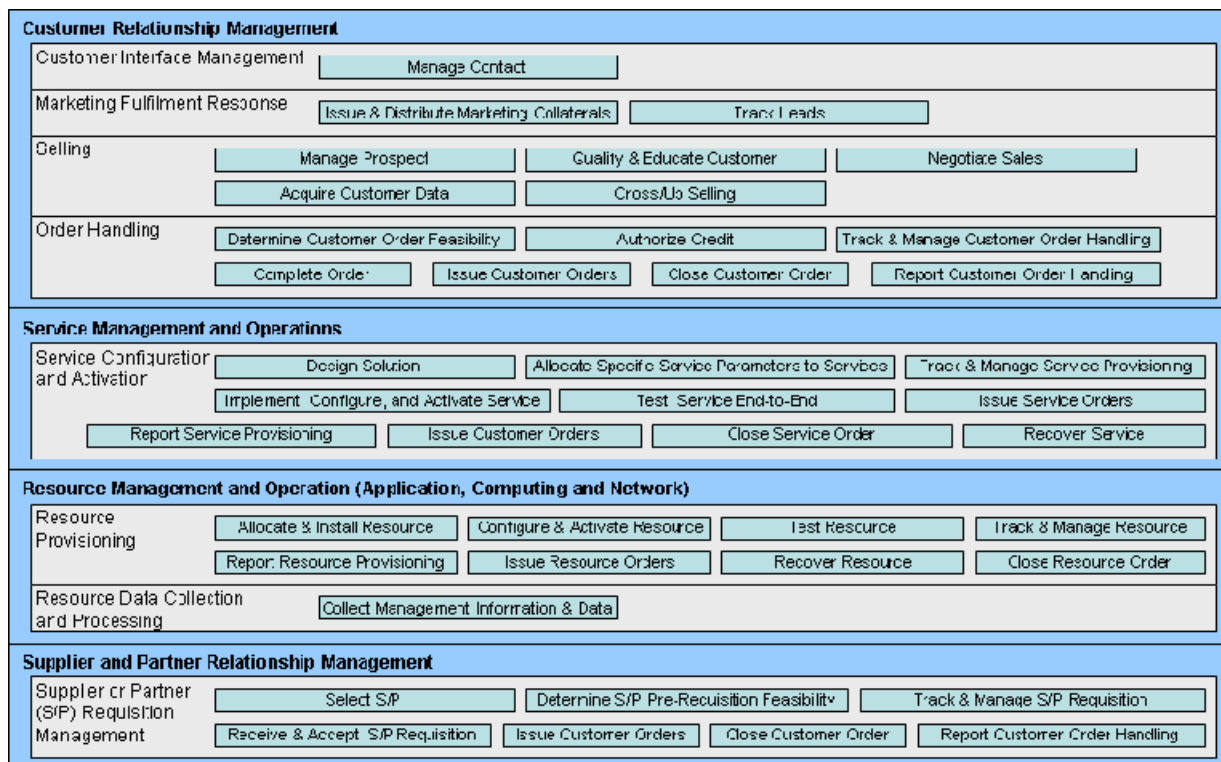 Customer Relationship Management
Customer Interface Management
Manage Contact
Marketing Fulfilment Response
Issue & Distribute Marketing Collaterals
Track Leads
Selling
Manage Prospect
Qualify & Educate Customer
Negotiate Sales
Acquire Customer Data
Cross/Up Selling
Order Handling
Determine Customer Order Feasibility
Authorize Credit
Track & Manage Customer Order Handling
Complete Order
Issue Customer Orders
Close Customer Order
Report Customer Order Handling
Service Management and Operations
Service Configuration
and Activation
Design Solution
Allocate Specific Service Parameters to Services
Track & Manage Service Provisioning
Implement, Configure, and Activate Service
Test Service End-to-End
Issue Service Orders
Report Service Provisioning
Issue Customer Orders
Close Service Order
Recover Service
Resource Management and Operation (Application, Computing and Network)
Resource
Provisioning
Allocate & Install Resource
Configure & Activate Resource
Test Resource
Track & Manage Resource
Report Resource Provisioning
Issue Resource Orders
Recover Resource
Close Resource Order
Resource Data Collection
and Processing
Collect Management Information & Data
Supplier and Partner Relationship Management
Supplier or Partner
(S/P) Requisition
Management
Select S/P
Determine S/P Pre-Requisition Feasibility
Track & Manage S/P Requisition
Receive & Accept S/P Requisition
Issue Customer Orders
Close Customer Order
Report Customer Order Handling